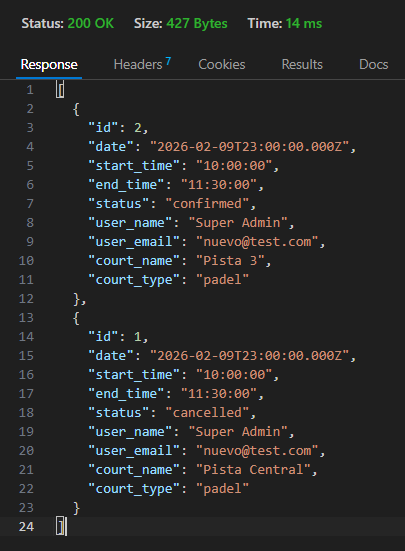 Status: 200 OK Size: 427 Bytes Time: 14 ms
Response Headers 7 Cookies Results Docs
1 [
2 {
3 "id": 2,
4 "date": "2026-02-09T23:00:00.000Z",
5 "start_time": "10:00:00",
6 "end_time": "11:30:00",
7 "status": "confirmed",
8 "user_name": "Super Admin",
9 "user_email": "nuevo@test.com",
10 "court_name": "Pista 3",
11 "court_type": "padel"
12 },
13 {
14 "id": 1,
15 "date": "2026-02-09T23:00:00.000Z",
16 "start_time": "10:00:00",
17 "end_time": "11:30:00",
18 "status": "cancelled",
19 "user_name": "Super Admin",
20 "user_email": "nuevo@test.com",
21 "court_name": "Pista Central",
22 "court_type": "padel"
23 }
24 ]